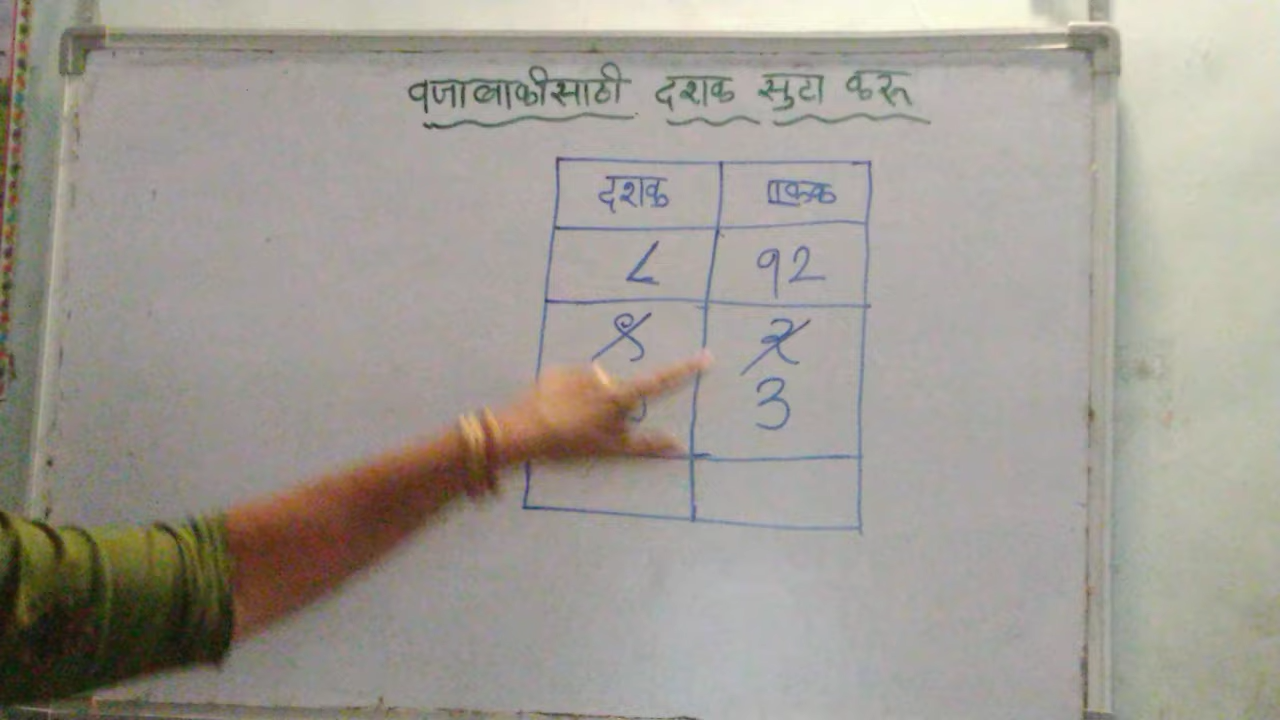 वजाबाकीसाठी दशक सुटा करू
दशक एकक
८ १२
९ २
३